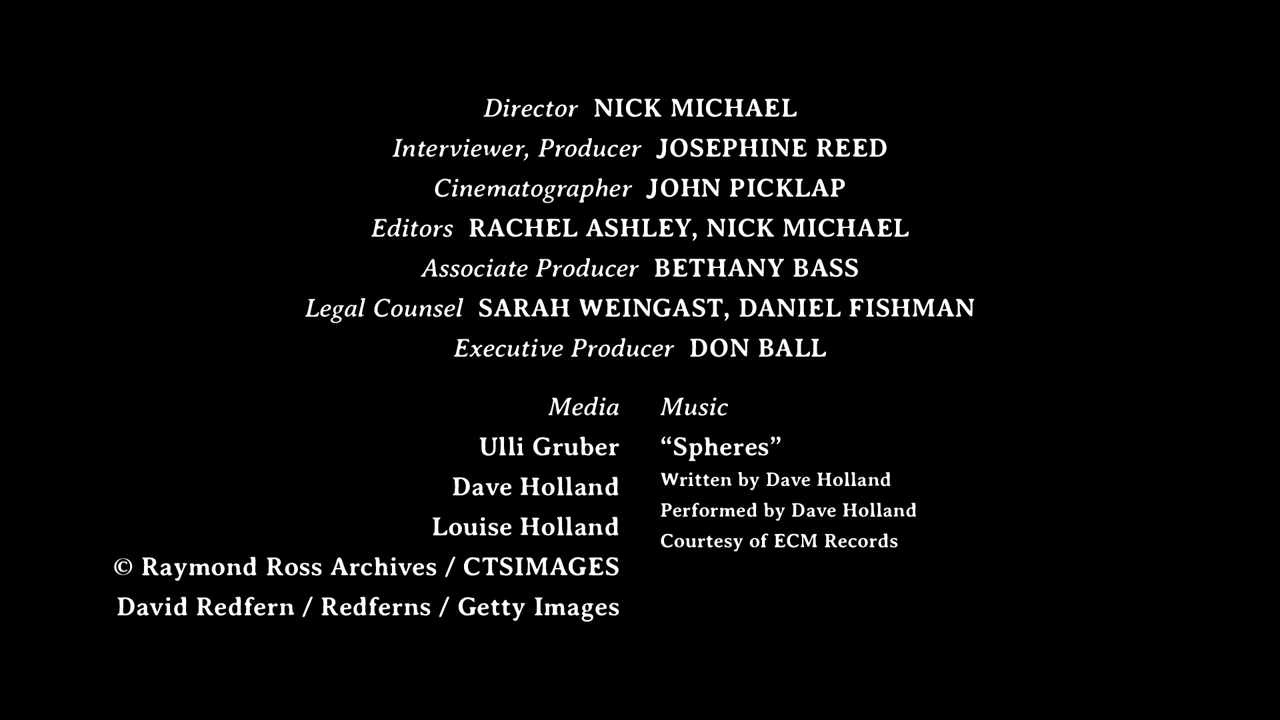 Director NICK MICHAEL
Interviewer, Producer JOSEPHINE REED
Cinematographer JOHN PICKLAP
Editors RACHEL ASHLEY, NICK MICHAEL
Associate Producer BETHANY BASS
Legal Counsel SARAH WEINGAST, DANIEL FISHMAN
Executive Producer DON BALL
Media
Ulli Gruber
Dave Holland
Louise Holland
© Raymond Ross Archives / CTSIMAGES
David Redfern / Redferns / Getty Images
Music
“Spheres”
Written by Dave Holland
Performed by Dave Holland
Courtesy of ECM Records